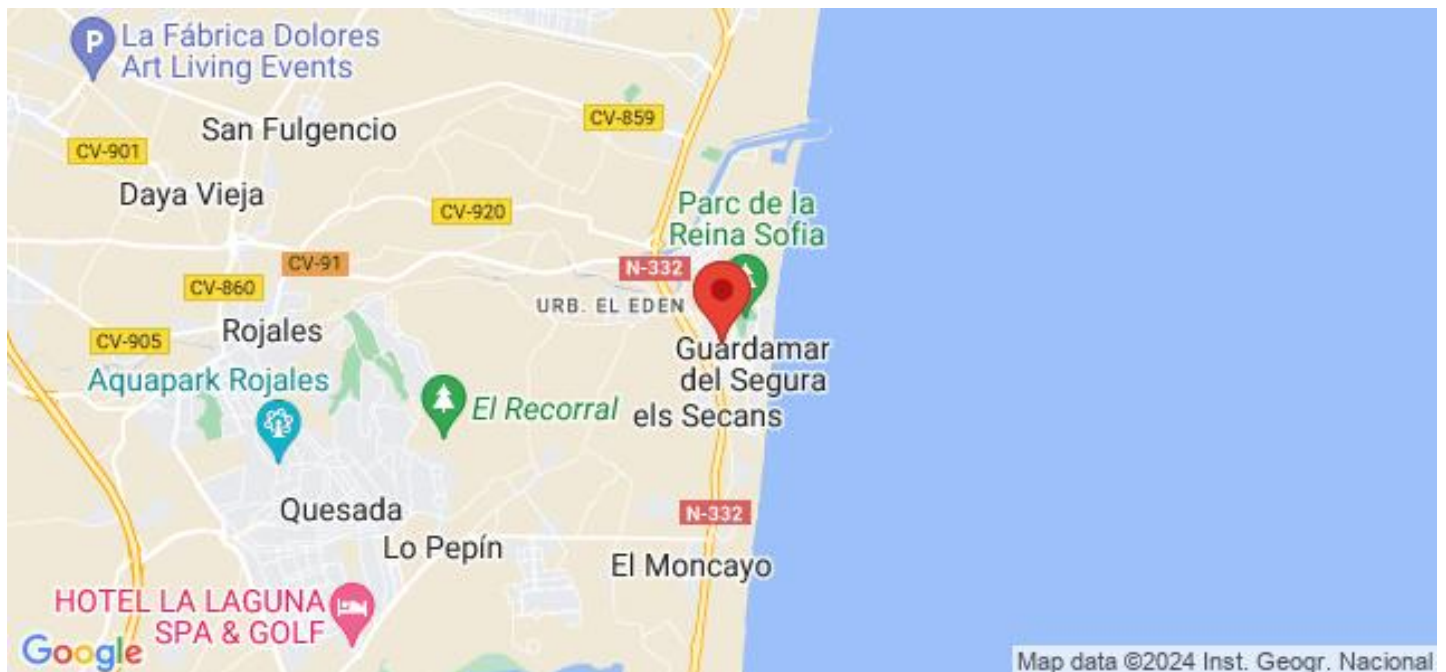 La Fábrica Dolores
Art Living Events
San Fulgencio
CV-859
CV-901
Daya Vieja
CV-920
Parc de la
Reina Sofia
CV-91
N-332
CV-860
URB. EL EDEN
Rojales
CV-905
Guardamar
del Segura
Aquapark Rojales
El Recorral
els Secans
Quesada
N-332
Lo Pepín
El Moncayo
HOTEL LA LAGUNA
SPA & GOLF
Google
Map data ©2024 Inst. Geogr. Nacional